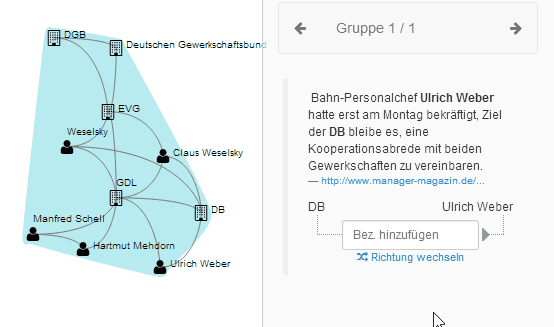 DGB
Deutschen Gewerkschaftsbund
EVG
Weselsky
Claus Weselsky
GDL
DB
Manfred Schell
Hartmut Mehdorn
Ulrich Weber
Gruppe 1 / 1
Bahn-Personalchef Ulrich Weber
hatte erst am Montag bekräftigt, Ziel
der DB bleibe es, eine
Kooperationsabrede mit beiden
Gewerkschaften zu vereinbaren.
— http://www.manager-magazin.de/...
DB
Ulrich Weber
Bez. hinzufügen
Richtung wechseln